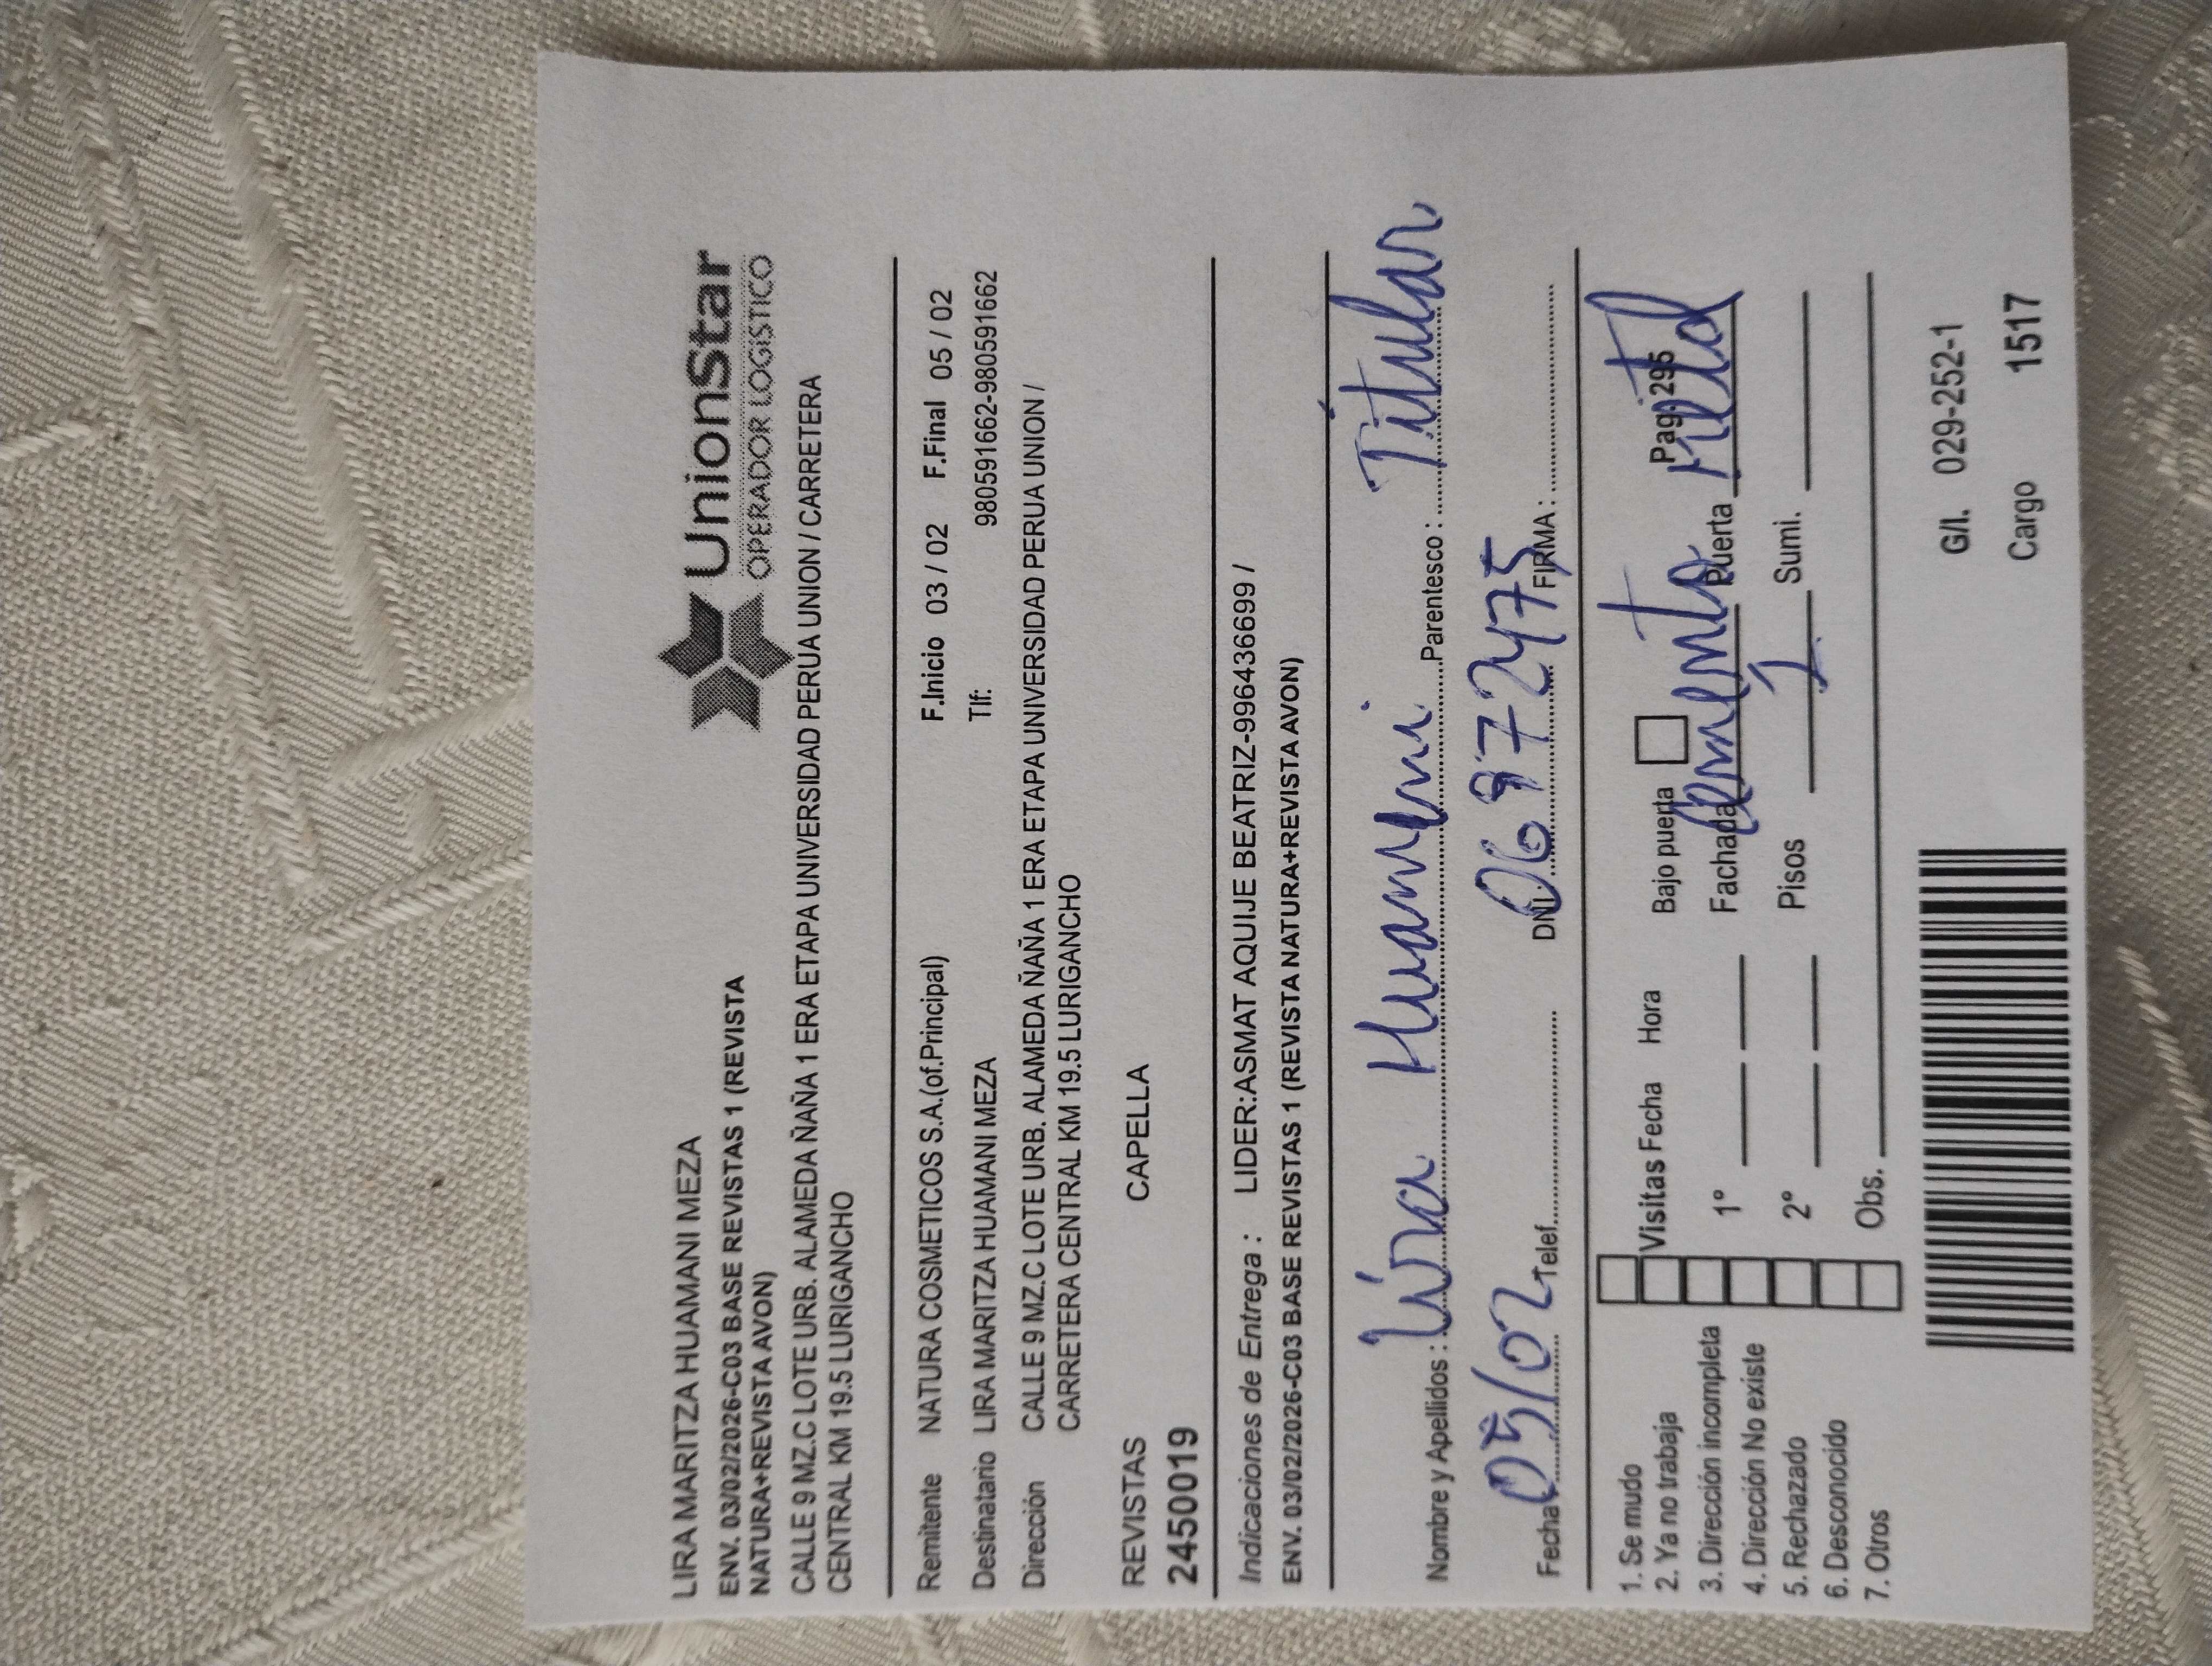 LIRA MARITZA HUAMANI MEZA
ENV. 03/02/2026-C03 BASE REVISTAS 1 (REVISTA
NATURA+REVISTA AVON)
UnionStar
OPERADOR LOGISTICO
CALLE 9 MZ.C LOTE URB. ALAMEDA ÑAÑA 1 ERA ETAPA UNIVERSIDAD PERUA UNION / CARRETERA
CENTRAL KM 19.5 LURIGANCHO
Remitente NATURA COSMETICOS S.A.(of.Principal) F.Inicio 03 / 02 F.Final 05 / 02
Destinatario LIRA MARITZA HUAMANI MEZA Tlf: 980591662-980591662
Dirección CALLE 9 MZ.C LOTE URB. ALAMEDA ÑAÑA 1 ERA ETAPA UNIVERSIDAD PERUA UNION /
CARRETERA CENTRAL KM 19.5 LURIGANCHO
REVISTAS CAPELLA
2450019
Indicaciones de Entrega : LIDER:ASMAT AQUIJE BEATRIZ-996436699 /
ENV. 03/02/2026-C03 BASE REVISTAS 1 (REVISTA NATURA+REVISTA AVON)
Nombre y Apellidos : Lira Huamani Parentesco : Titular
Fecha 05/02 Telef. DNI 06872475 FIRMA :
1. Se mudo
2. Ya no trabaja
3. Dirección incompleta
4. Dirección No existe
5. Rechazado
6. Desconocido
7. Otros
Visitas Fecha Hora Bajo puerta Pag 295
1º Fachada Puerta
2º Pisos 1 Sumi.
Obs.
G/I. 029-252-1
Cargo 1517